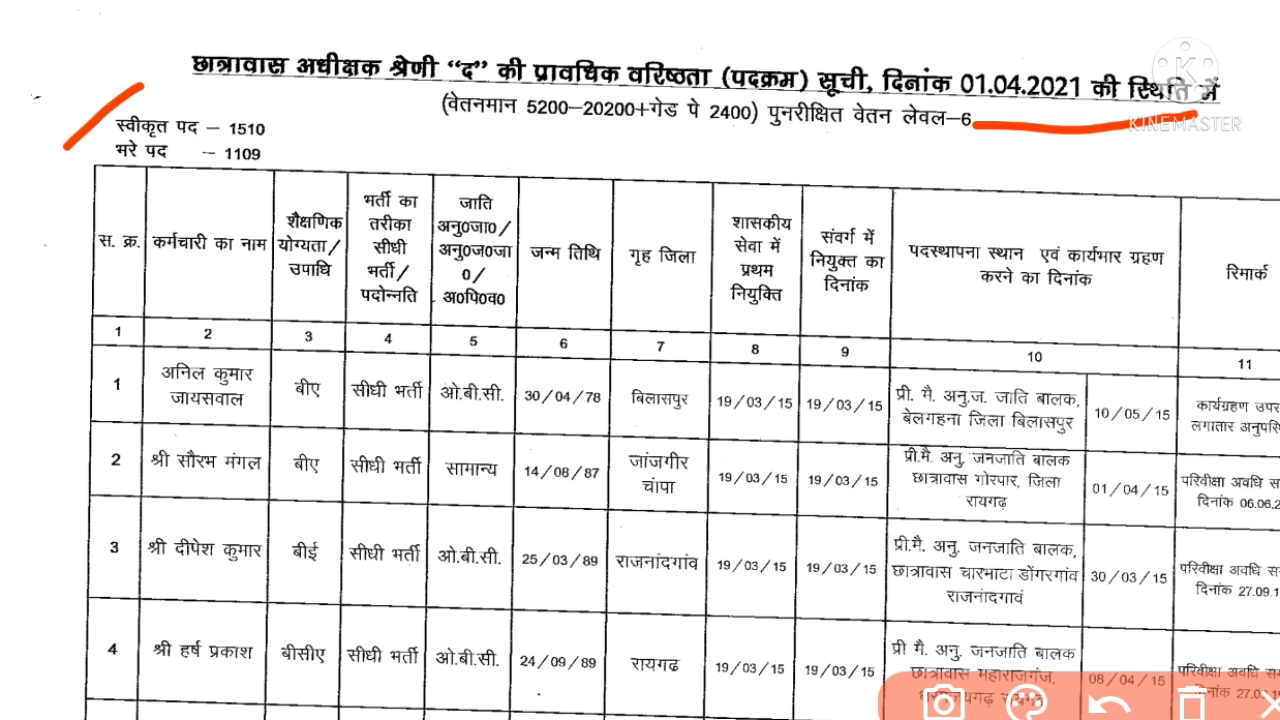 छात्रावास अधीक्षक श्रेणी “द” की प्रावधिक वरिष्ठता (पदक्रम) सूची, दिनांक 01.04.2021 की स्थिति में
(वेतनमान 5200–20200+गेड पे 2400) पुनरीक्षित वेतन लेवल–6
KINEMASTER
स्वीकृत पद – 1510
भरे पद – 1109
स. क्र. कर्मचारी का नाम शैक्षणिक योग्यता/ उपाधि भर्ती का तरीका सीधी भर्ती/ पदोन्नति जाति अनु0जा0/ अनु0ज0जा0/ अ0पि0व0 जन्म तिथि गृह जिला शासकीय सेवा में प्रथम नियुक्ति संवर्ग में नियुक्त का दिनांक पदस्थापना स्थान एवं कार्यभार ग्रहण करने का दिनांक रिमार्क
1 2 3 4 5 6 7 8 9 10 11
1 अनिल कुमार जायसवाल बीए सीधी भर्ती ओ.बी.सी. 30/04/78 बिलासपुर 19/03/15 19/03/15 प्री. मै. अनु.ज. जाति बालक, बेलगहना जिला बिलासपुर 10/05/15 कार्यग्रहण उपर लगातार
2 श्री सौरभ मंगल बीए सीधी भर्ती सामान्य 14/08/87 जांजगीर चांपा 19/03/15 19/03/15 प्री.मै. अनु. जनजाति बालक छात्रावास गोरपार, जिला रायगढ़ 01/04/15 परिवीक्षा अवधि दिनांक 06.06.2
3 श्री दीपेश कुमार बीई सीधी भर्ती ओ.बी.सी. 25/03/89 राजनांदगांव 19/03/15 19/03/15 प्री.मै. अनु. जनजाति बालक, छात्रावास चारभाटा डोंगरगांव राजनादगावं 30/03/15 परिवीक्षा अवधि दिनांक 27.09.1
4 श्री हर्ष प्रकाश बीसीए सीधी भर्ती ओ.बी.सी. 24/09/89 रायगढ 19/03/15 19/03/15 प्री मै. अनु. जनजाति बालक छात्रावास महाराजगंज, 08/04/15 परिवीक्षा अवधि दिनांक